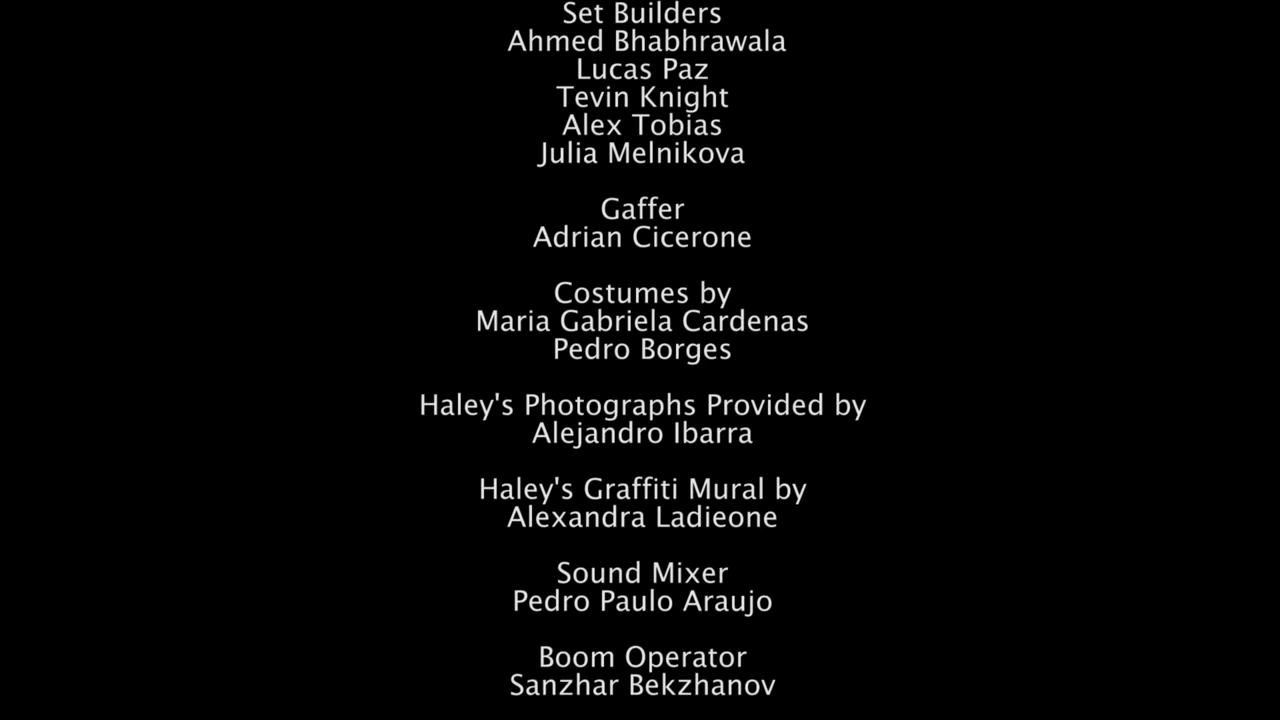 Set Builders
Ahmed Bhabhrawala
Lucas Paz
Tevin Knight
Alex Tobias
Julia Melnikova
Gaffer
Adrian Cicerone
Costumes by
Maria Gabriela Cardenas
Pedro Borges
Haley's Photographs Provided by
Alejandro Ibarra
Haley's Graffiti Mural by
Alexandra Ladieone
Sound Mixer
Pedro Paulo Araujo
Boom Operator
Sanzhar Bekzhanov